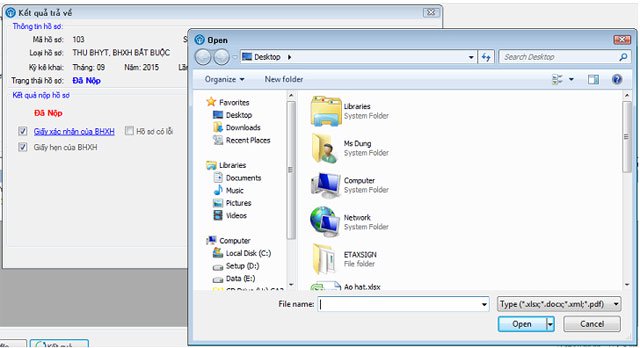 Kết quả trả về
Thông tin hồ sơ:
Mã hồ sơ: 103
Loại hồ sơ: THU BHYT, BHXH BẮT BUỘC
Kỳ kê khai: Tháng: 09 Năm: 2015
Trạng thái hồ sơ: Đã Nộp
Kết quả nộp hồ sơ
Đã Nộp
Giấy xác nhân của BHXH Hồ sơ có lỗi
Giấy hẹn của BHXH
Open
Desktop
Search Desktop
Organize New folder
Favorites
Desktop
Downloads
Recent Places
Libraries
Documents
Music
Pictures
Videos
Computer
Local Disk (C:)
Setup (D:)
Data (E:)
Libraries
System Folder
Ms Dung
System Folder
Computer
System Folder
Network
System Folder
ETAXSIGN
File folder
Ao hat.xlsx
File name: Type (*.xlsx;*.docx;*.xml;*.pdf)
Open Cancel